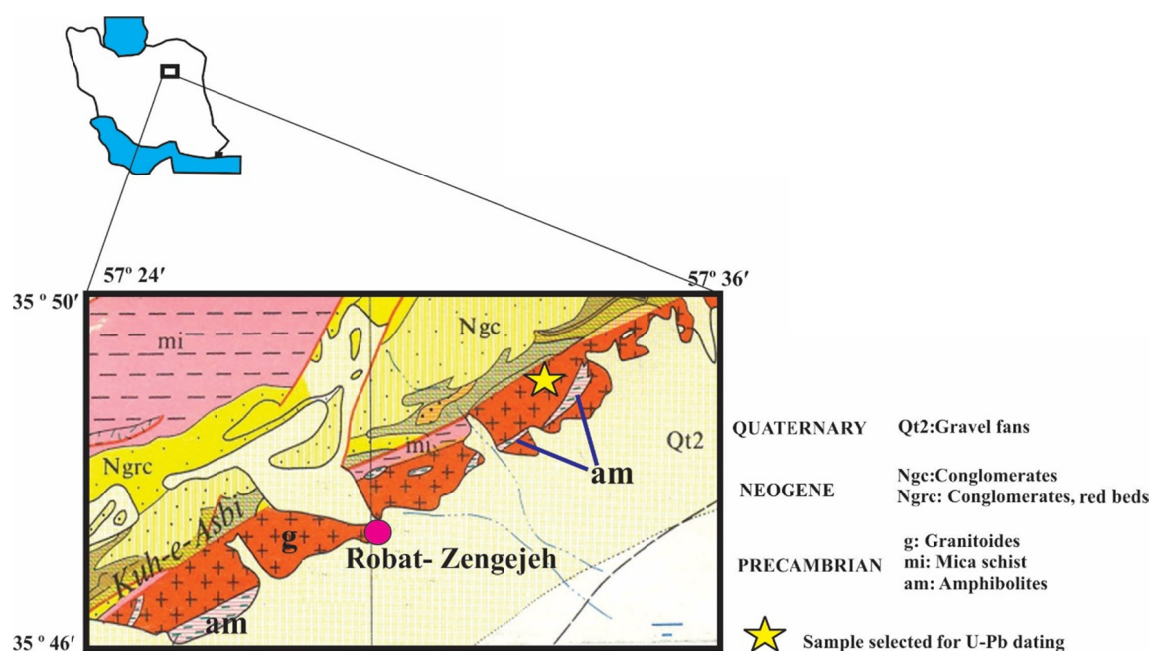 57° 24′
57° 36′
35 ° 50′
mi
Ngc
Qt2
mi
am
Ngrc
Kuh-e-Asbi
g
Robat- Zengejeh
am
35 ° 46′
QUATERNARY Qt2:Gravel fans
NEOGENE Ngc:Conglomerates
Ngrc: Conglomerates, red beds
PRECAMBRIAN g: Granitoides
mi: Mica schist
am: Amphibolites
Sample selected for U-Pb dating